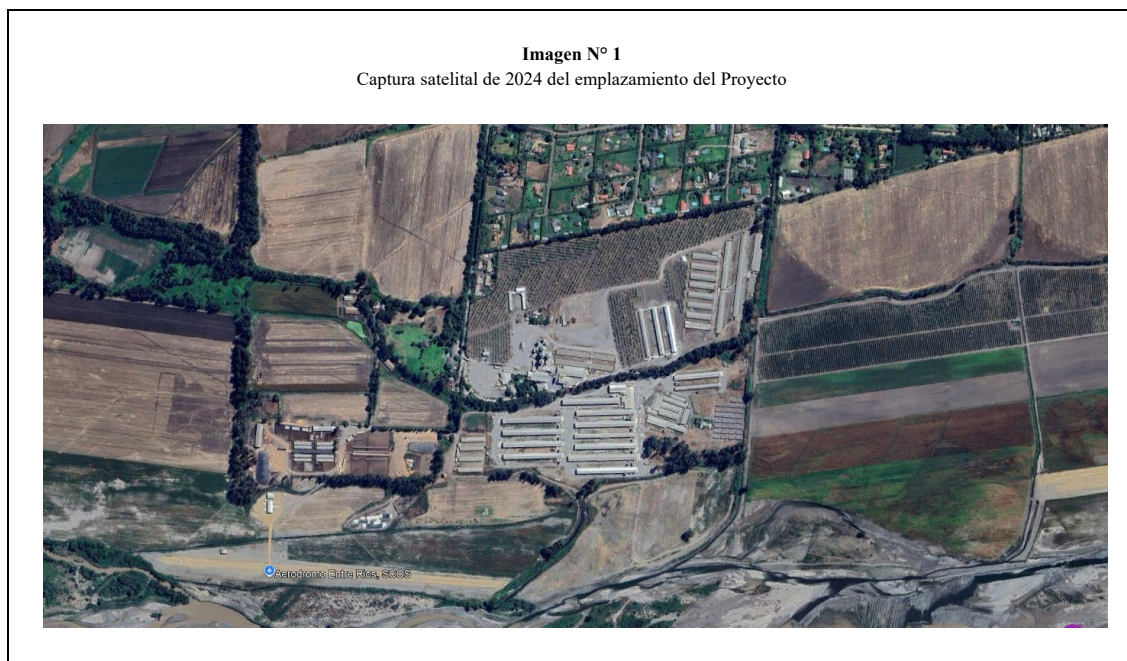 Imagen N° 1
Captura satelital de 2024 del emplazamiento del Proyecto
Aerodromo Entre Rios, SCOS